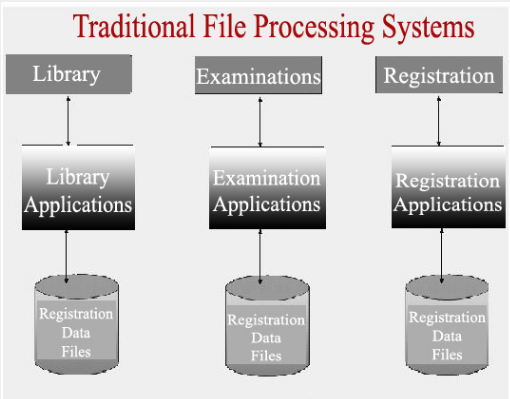 Traditional File Processing Systems
Library
Examinations
Registration
Library
Applications
Examination
Applications
Registration
Applications
Registration
Data
Files
Registration
Data
Files
Registration
Data
Files